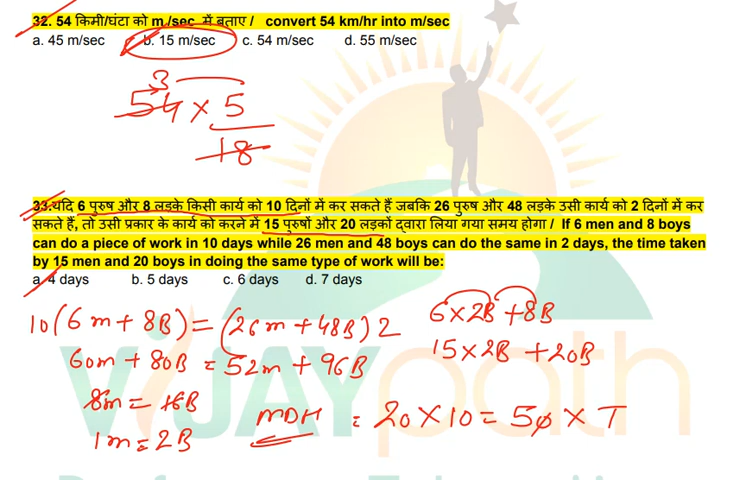 32. 54 किमी/घंटा को m./sec में बताए / convert 54 km/hr into m/sec
a. 45 m/sec b. 15 m/sec c. 54 m/sec d. 55 m/sec
3
54 × 5
18
33.यदि 6 पुरुष और 8 लड़के किसी कार्य को 10 दिनों में कर सकते हैं जबकि 26 पुरुष और 48 लड़के उसी कार्य को 2 दिनों में कर
सकते हैं, तो उसी प्रकार के कार्य को करने में 15 पुरुषों और 20 लड़कों द्वारा लिया गया समय होगा / If 6 men and 8 boys
can do a piece of work in 10 days while 26 men and 48 boys can do the same in 2 days, the time taken
by 15 men and 20 boys in doing the same type of work will be:
a. 4 days b. 5 days c. 6 days d. 7 days
10(6m + 8B) = (26m + 48B) 2
60m + 80B = 52m + 96B
8m = 16B
1m = 2B
6×2B + 8B
15×2B + 20B
MDH = 20 × 10 = 50 × T
VIJAY path